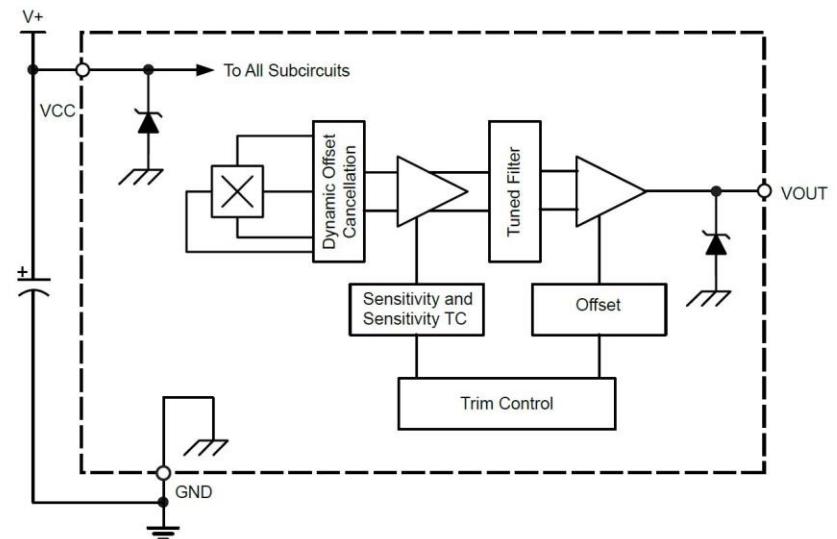 V+
To All Subcircuits
VCC
Dynamic Offset
Cancellation
Tuned Filter
VOUT
+
Sensitivity and
Sensitivity TC
Offset
Trim Control
GND